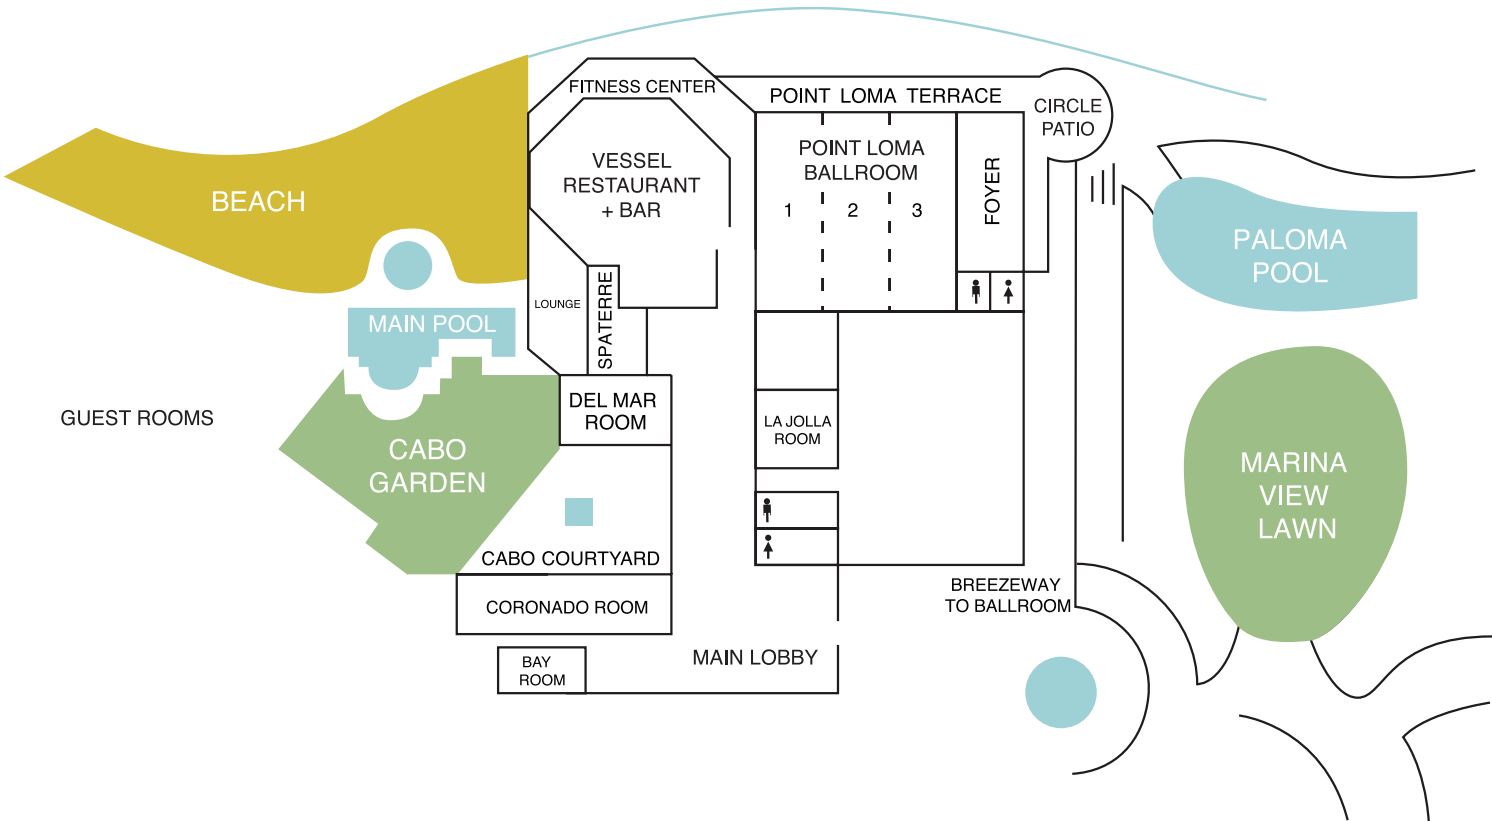 FITNESS CENTER
POINT LOMA TERRACE
CIRCLE
PATIO
VESSEL
RESTAURANT
+ BAR
POINT LOMA
BALLROOM
1 2 3
FOYER
BEACH
PALOMA
POOL
LOUNGE
SPATERRE
MAIN POOL
DEL MAR
ROOM
GUEST ROOMS
LA JOLLA
ROOM
CABO
GARDEN
MARINA
VIEW
LAWN
CABO COURTYARD
CORONADO ROOM
BREEZEWAY
TO BALLROOM
BAY
ROOM
MAIN LOBBY